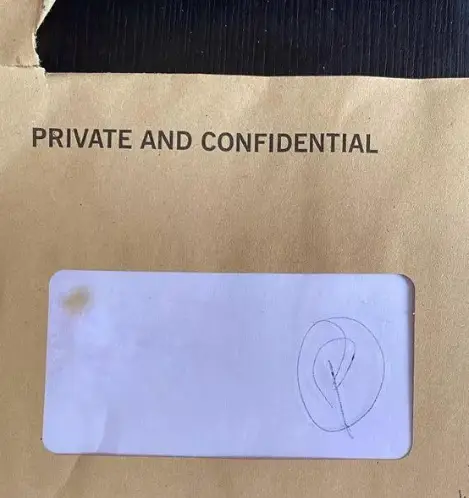 PRIVATE AND CONFIDENTIAL